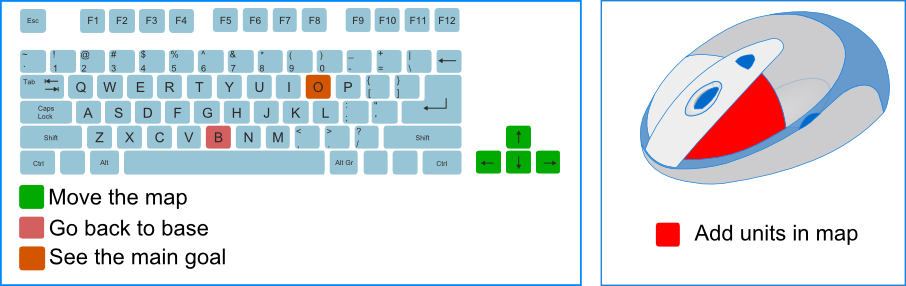 Esc F1 F2 F3 F4 F5 F6 F7 F8 F9 F10 F11 F12
~ ! @ # $ % ^ & * ( ) _ + |
` 1 2 3 4 5 6 7 8 9 0 - = \
Tab Q W E R T Y U I O P { [ } ]
Caps Lock A S D F G H J K L : ; " '
Shift Z X C V B N M < , > . ? / Shift
Ctrl Alt Alt Gr Ctrl
Move the map
Go back to base
See the main goal
Add units in map